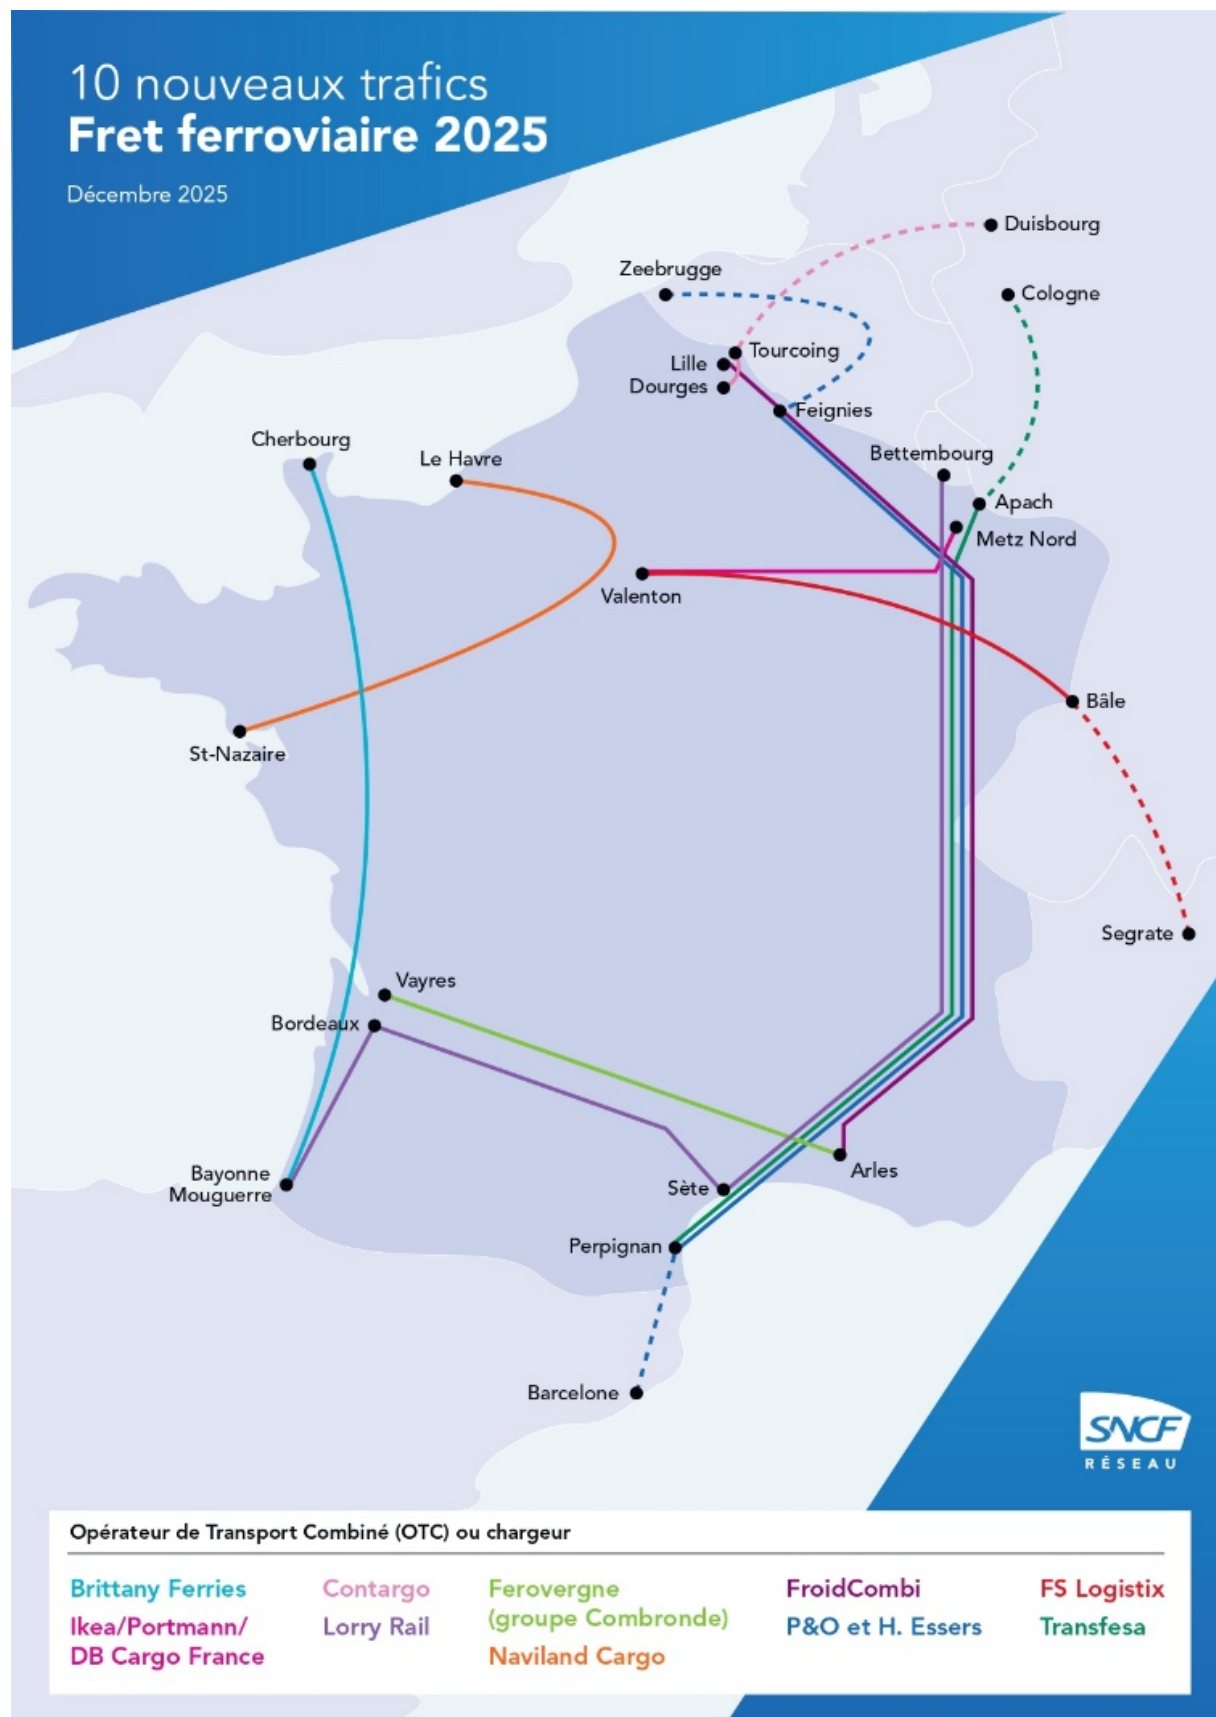 10 nouveaux trafics
Fret ferroviaire 2025
Décembre 2025
Duisbourg
Zeebrugge
Cologne
Tourcoing
Lille
Dourges
Feignies
Cherbourg
Le Havre
Bettembourg
Apach
Metz Nord
Valenton
Bâle
St-Nazaire
Segrate
Vayres
Bordeaux
Arles
Bayonne
Mouguerre
Sète
Perpignan
Barcelone
SNCF
RÉSEAU
Opérateur de Transport Combiné (OTC) ou chargeur
Brittany Ferries
Ikea/Portmann/
DB Cargo France
Contargo
Lorry Rail
Ferovergne
(groupe Combronde)
Naviland Cargo
FroidCombi
P&O et H. Essers
FS Logistix
Transfesa